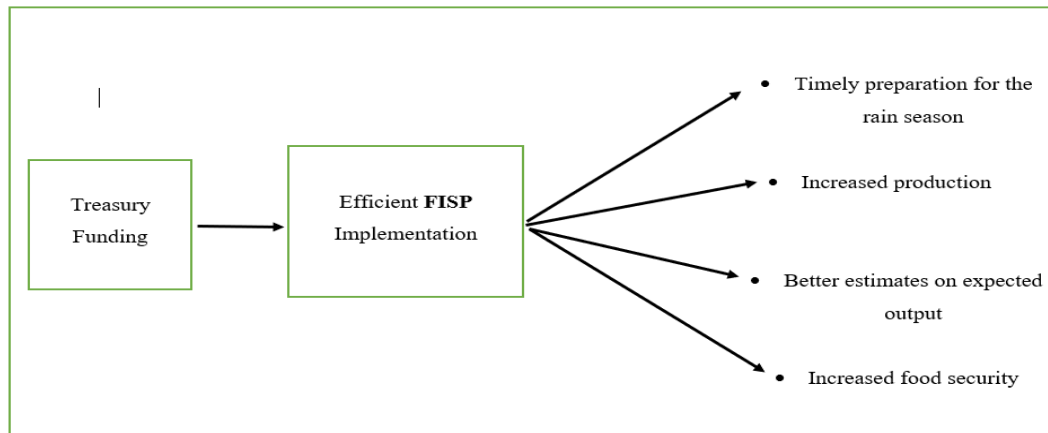 Treasury
Funding
Efficient FISP
Implementation
• Timely preparation for the
rain season
• Increased production
• Better estimates on expected
output
• Increased food security